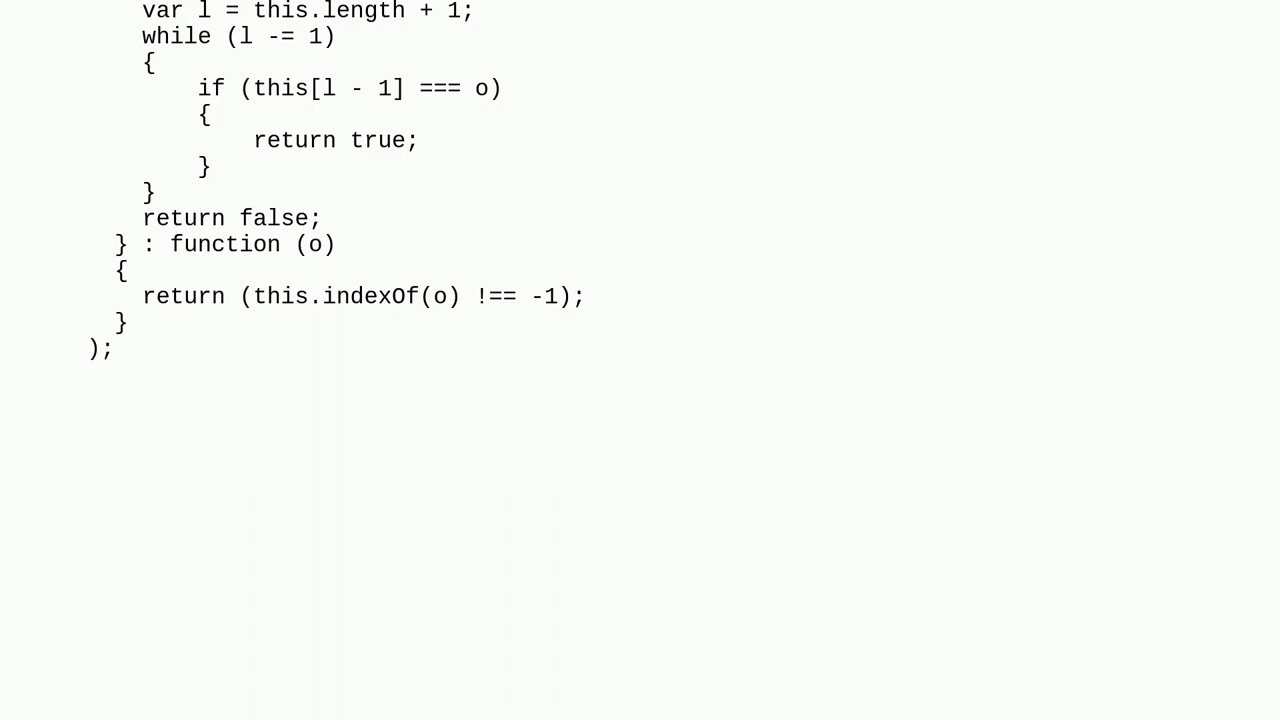 var l = this.length + 1;
while (l -= 1)
{
if (this[l - 1] === o)
{
return true;
}
}
return false;
} : function (o)
{
return (this.indexOf(o) !== -1);
}
);